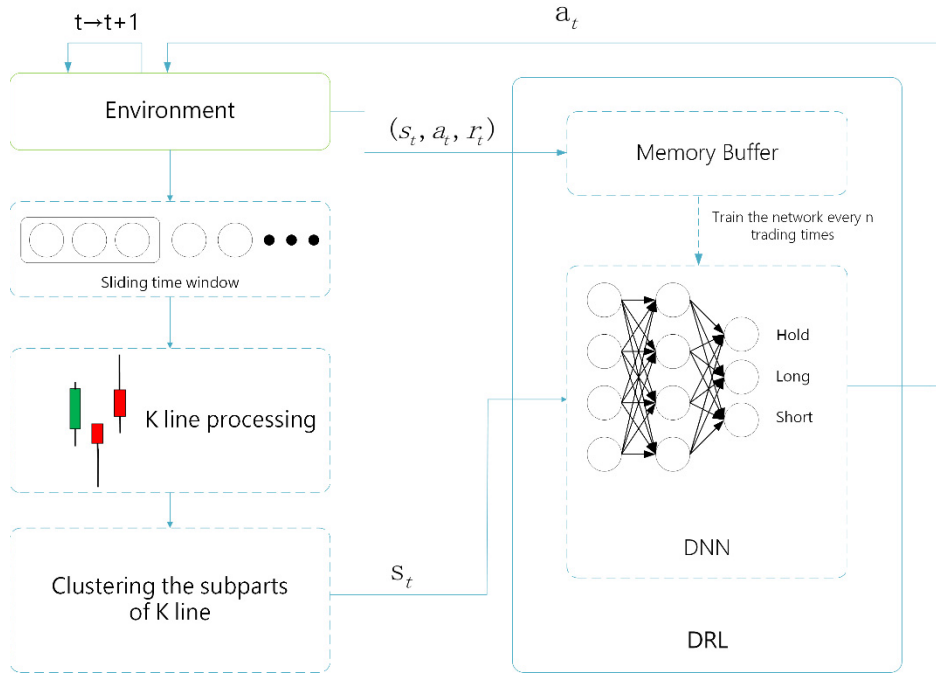 t→t+1
a_t
Environment
(s_t, a_t, r_t)
Memory Buffer
Train the network every n
trading times
Sliding time window
Hold
Long
Short
K line processing
DNN
Clustering the subparts
of K line
s_t
DRL